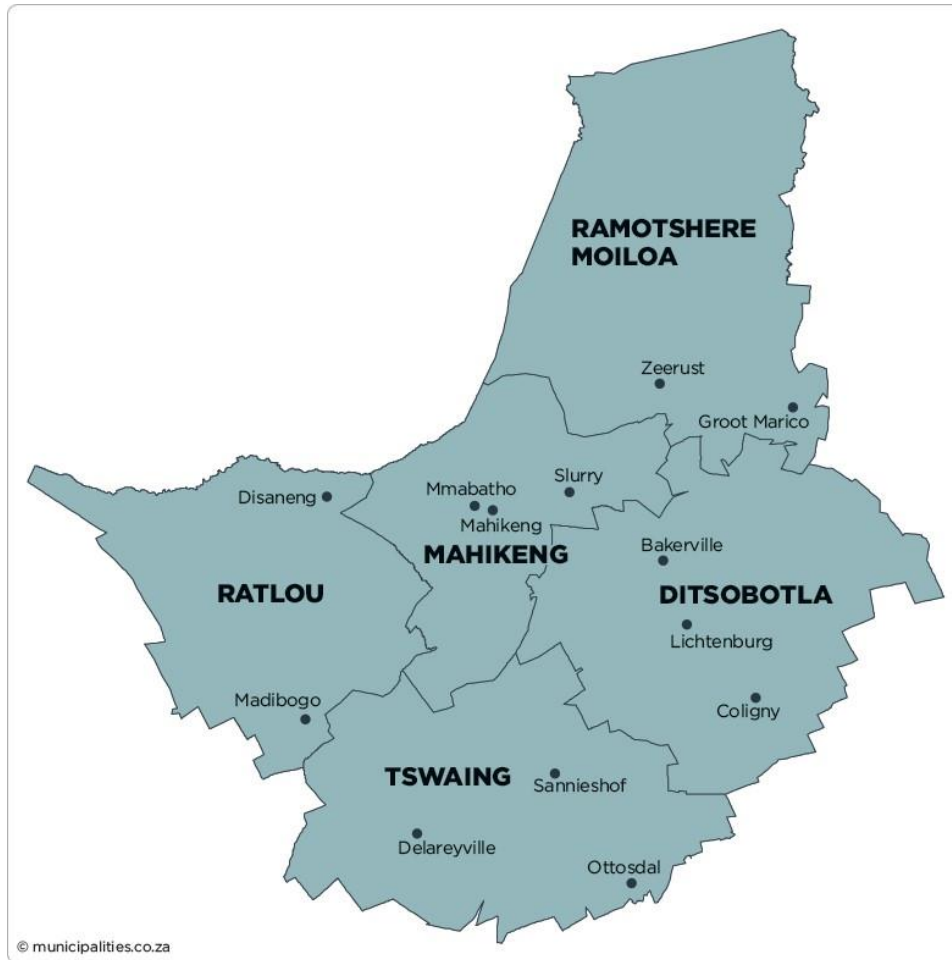 RAMOTSHERE
MOILOA
Zeerust
Groot Marico
Disaneng
Mmabatho
Slurry
Mahikeng
MAHIKENG
Bakerville
RATLOU
DITSOBOTLA
Lichtenburg
Madibogo
Coligny
TSWAING
Sannieshof
Delareyville
Ottosdal
© municipalities.co.za